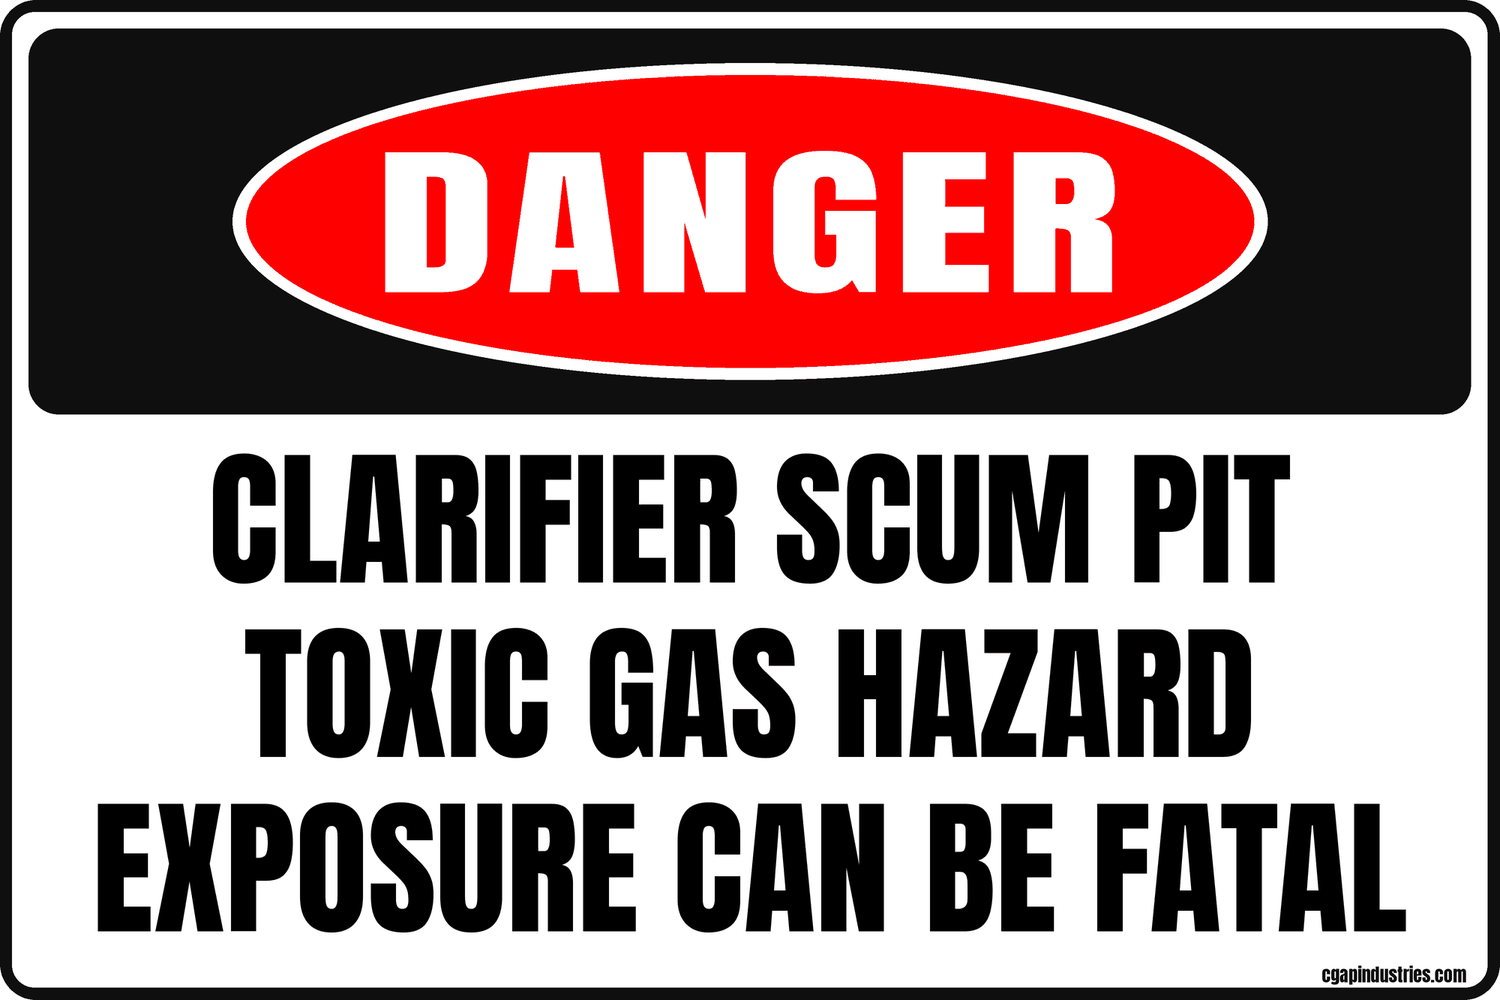 DANGER
CLARIFIER SCUM PIT
TOXIC GAS HAZARD
EXPOSURE CAN BE FATAL
cgapindustries.com